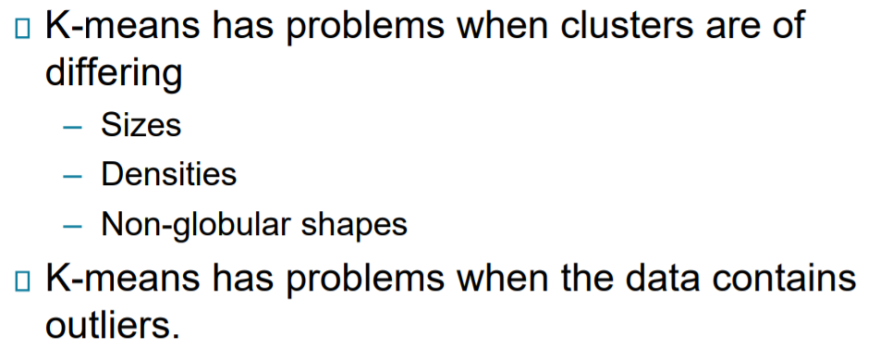 K-means has problems when clusters are of
differing
– Sizes
– Densities
– Non-globular shapes
K-means has problems when the data contains
outliers.